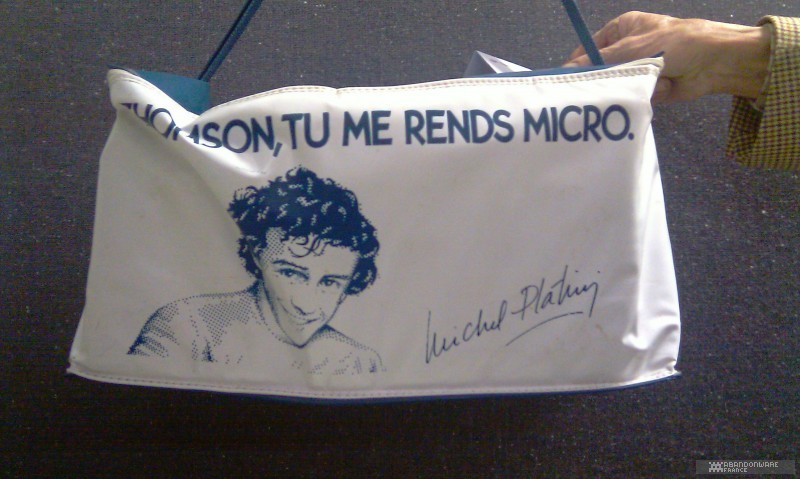 THOMSON, TU ME RENDS MICRO.
Michel Platini
ABANDONWARE
FRANCE